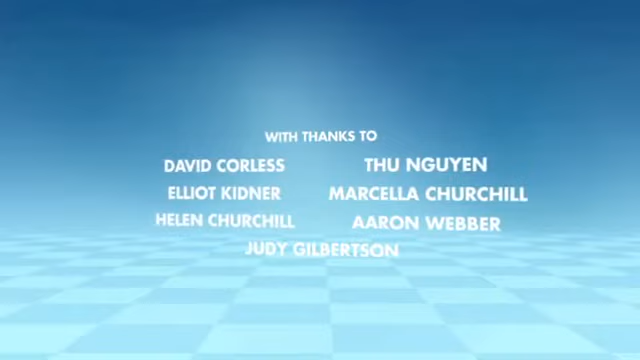 WITH THANKS TO
DAVID CORLESS THU NGUYEN
ELLIOT KIDNER MARCELLA CHURCHILL
HELEN CHURCHILL AARON WEBBER
JUDY GILBERTSON